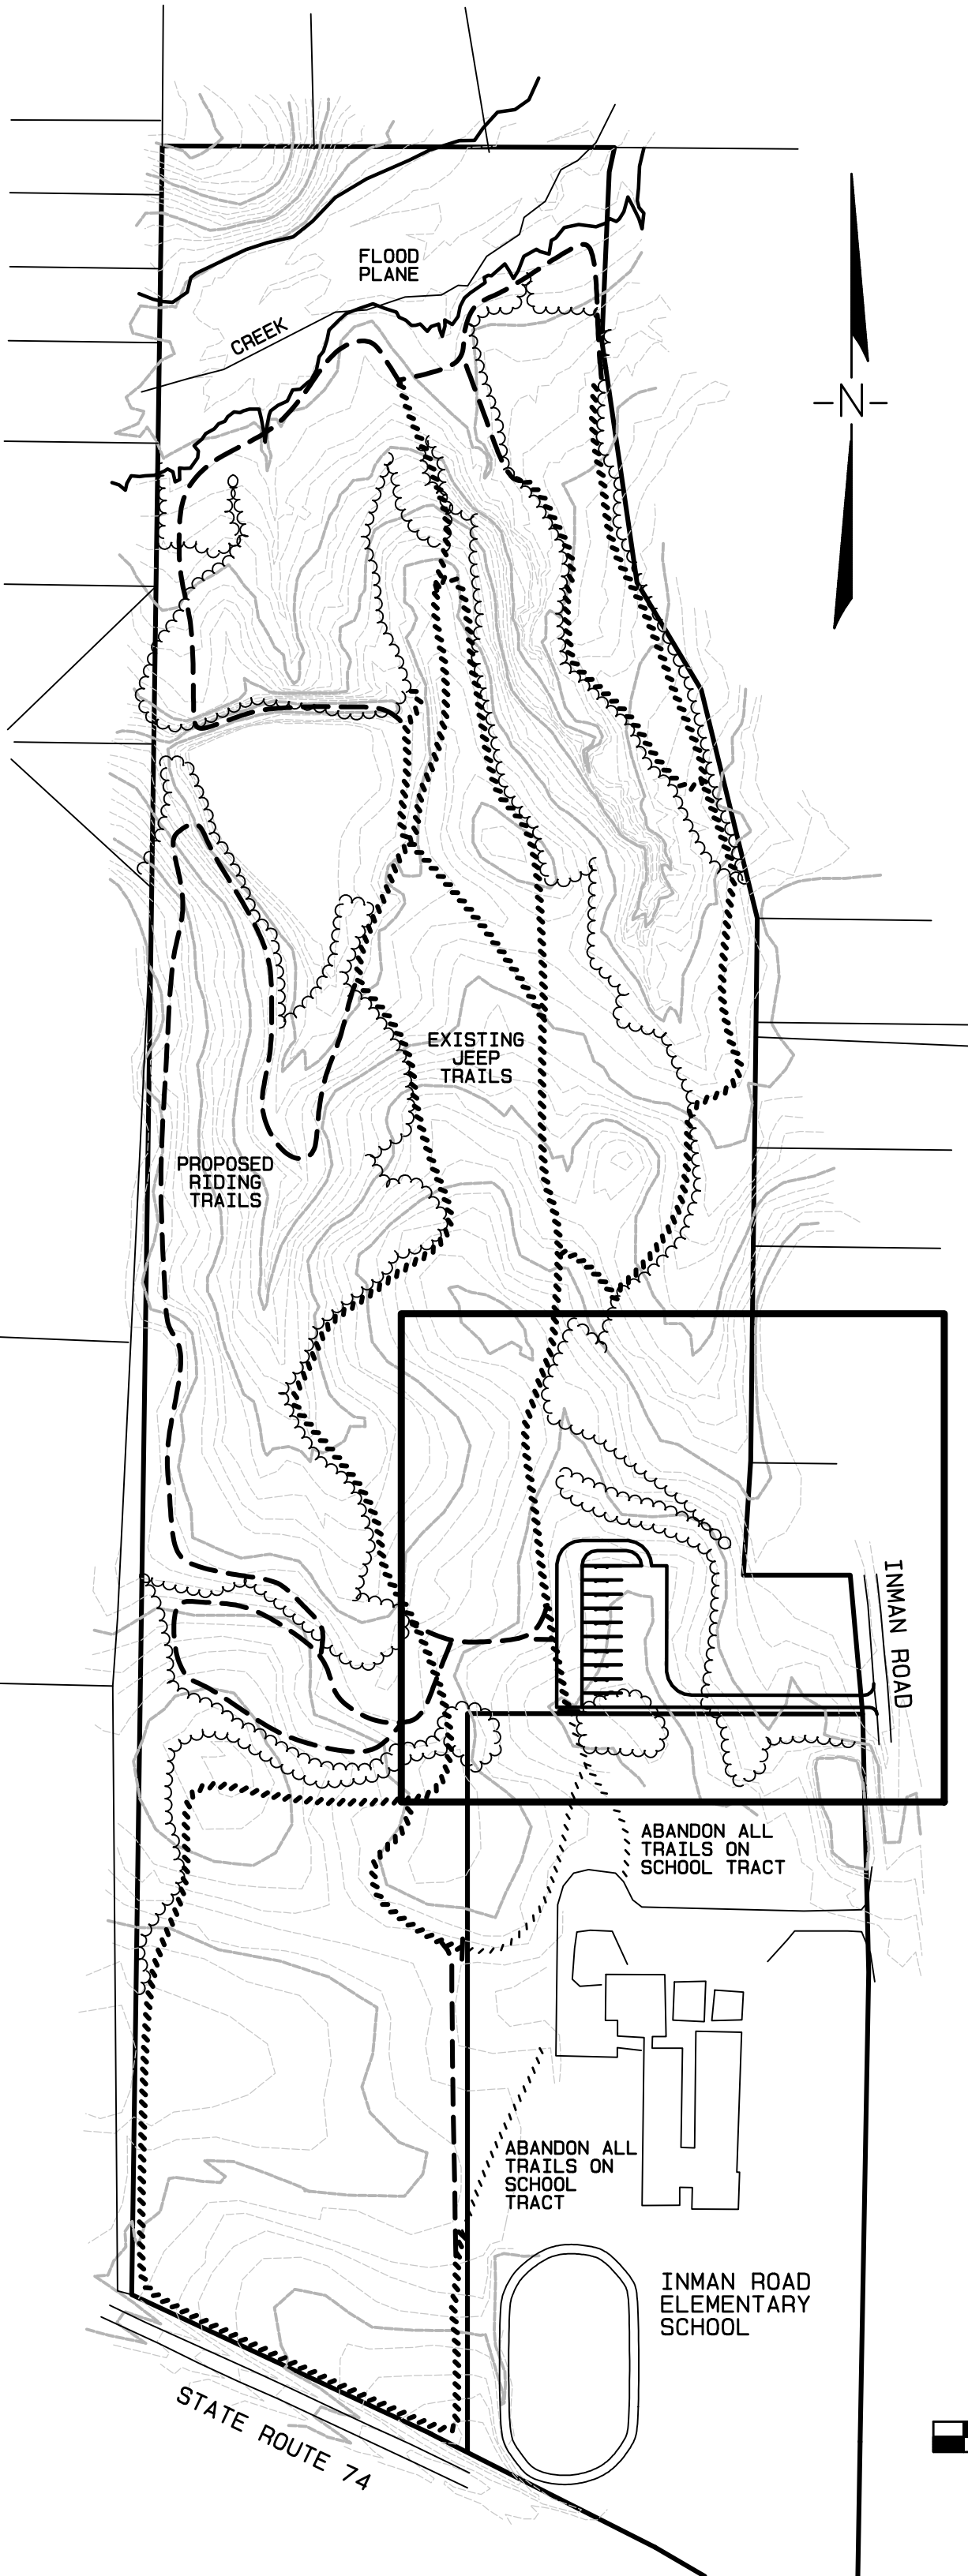 FLOOD
PLANE
CREEK
-N-
EXISTING
JEEP
TRAILS
PROPOSED
RIDING
TRAILS
INMAN ROAD
ABANDON ALL
TRAILS ON
SCHOOL TRACT
ABANDON ALL
TRAILS ON
SCHOOL
TRACT
INMAN ROAD
ELEMENTARY
SCHOOL
STATE ROUTE 74